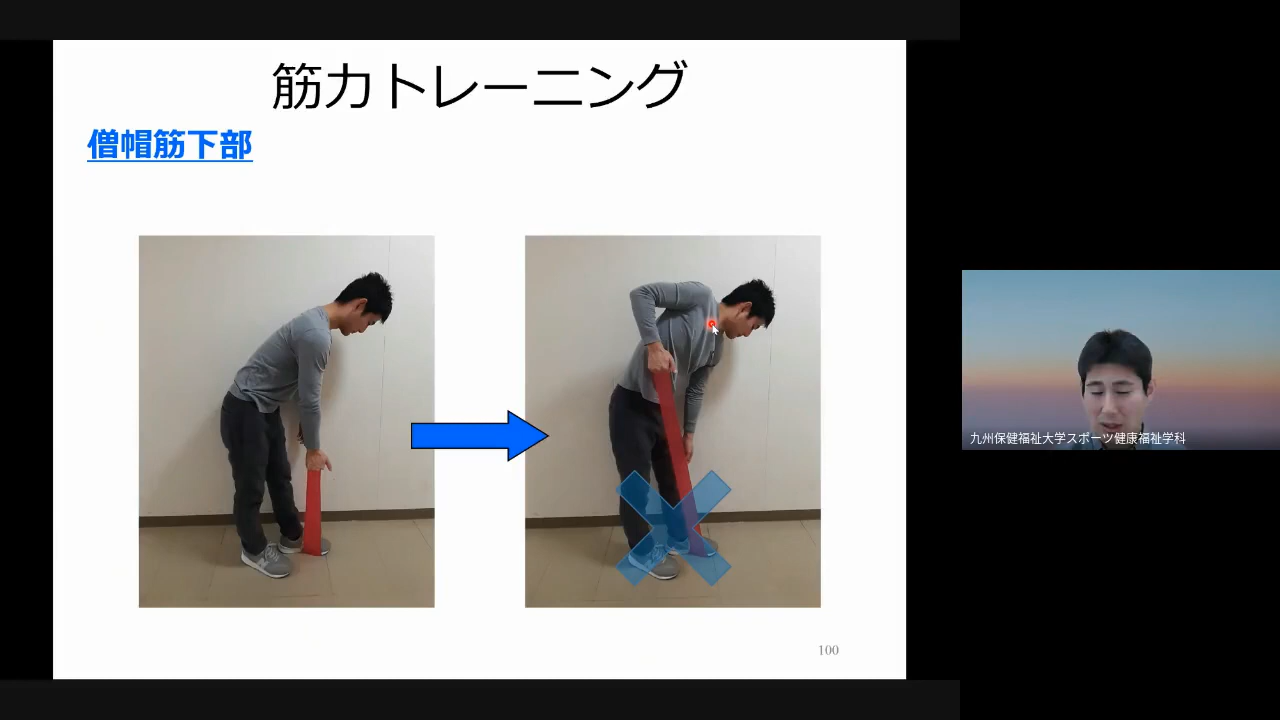 筋力トレーニング
僧帽筋下部
100
九州保健福祉大学スポーツ健康福祉学科